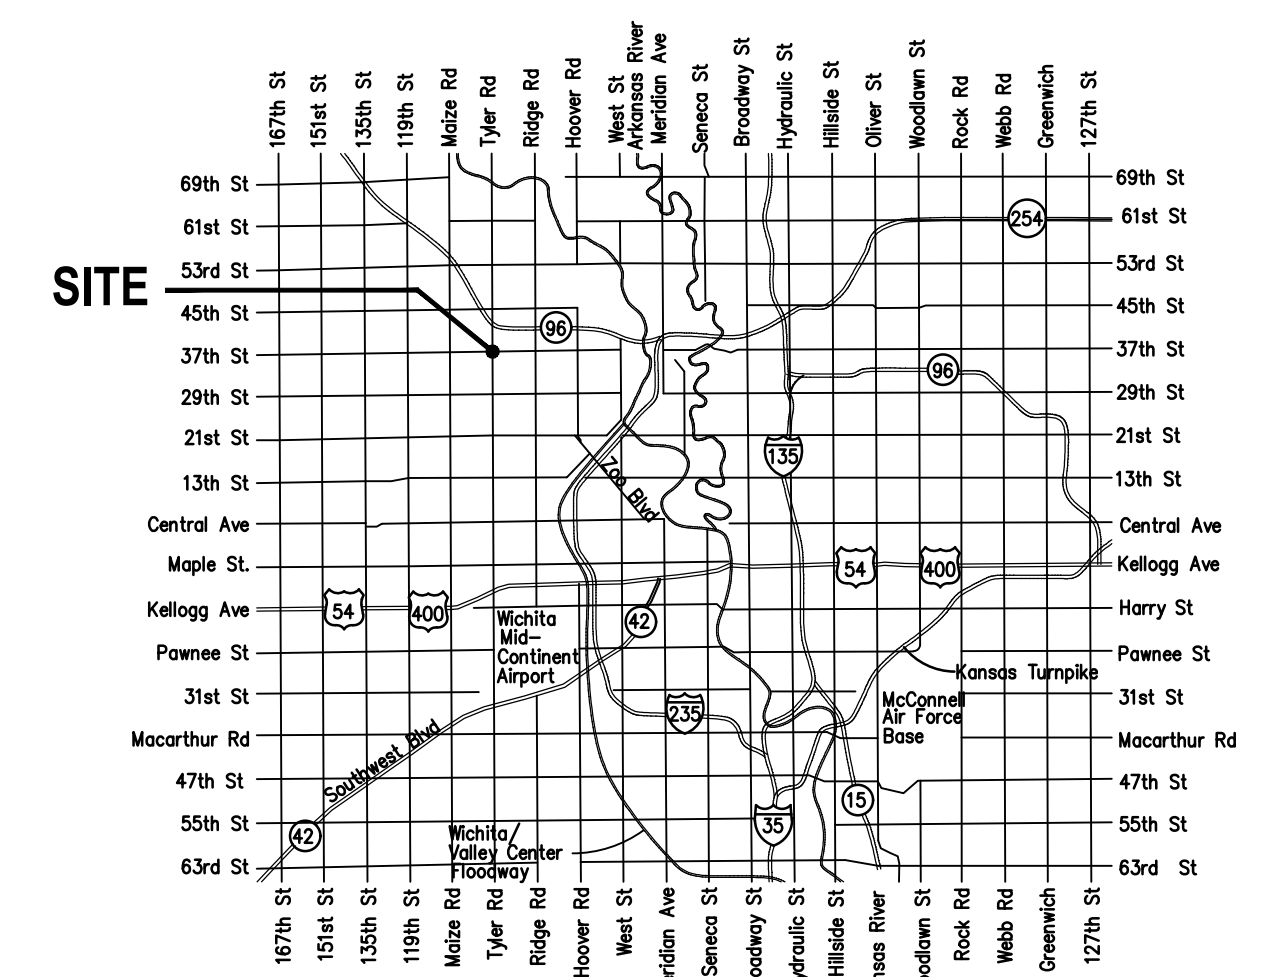 167th St
151st St
135th St
119th St
Maize Rd
Tyler Rd
Ridge Rd
Hoover Rd
West St
Arkansas River
Meridian Ave
Seneca St
Broadway St
Hydraulic St
Hillside St
Oliver St
Woodlawn St
Rock Rd
Webb Rd
Greenwich
127th St
69th St
69th St
61st St
254
61st St
53rd St
53rd St
SITE
45th St
45th St
96
37th St
37th St
96
29th St
29th St
21st St
21st St
135
13th St
13th St
Zoo Blvd
Central Ave
Central Ave
Maple St.
54
400
Kellogg Ave
Kellogg Ave
54
400
Harry St
Wichita
Mid-
Continent
Airport
42
Pawnee St
Pawnee St
Kansas Turnpike
31st St
31st St
235
McConnell
Air Force
Base
Macarthur Rd
Macarthur Rd
Southwest Blvd
47th St
47th St
15
55th St
55th St
42
35
Wichita/
Valley Center
Floodway
63rd St
63rd St
167th St
151st St
135th St
119th St
Maize Rd
Tyler Rd
Ridge Rd
Hoover Rd
West St
eridian Ave
Seneca St
oadway St
ydraulic St
Hillside St
nsas River
odlawn St
Rock Rd
Webb Rd
Greenwich
127th St